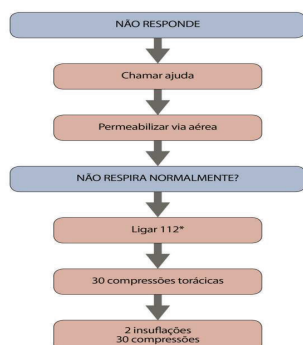 NÃO RESPONDE
Chamar ajuda
Permeabilizar via aérea
NÃO RESPIRA NORMALMENTE?
Ligar 112*
30 compressões torácicas
2 insuflações
30 compressões